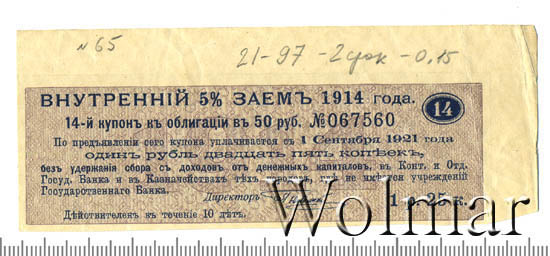 №65
21-97 - 2 - 0,15
ВНУТРЕННІЙ 5% ЗАЕМЪ 1914 года.
14-й купон къ облигаціи въ 50 руб. №067560
14
По предъявленіи сего купона уплачивается съ 1 Сентября 1921 года
одинъ рубль двадцать пять копѣекъ,
безъ удержанія сбора съ доходовъ отъ денежныхъ капиталовъ, въ Конт. и Отд.
Госуд. Банка и въ Казначействахъ тѣхъ гдѣ не имѣется учрежденій
Государственнаго Банка.
Директоръ
1 р. 25 к.
Дѣйствителенъ въ теченіе 10 лѣтъ.
Wolmar